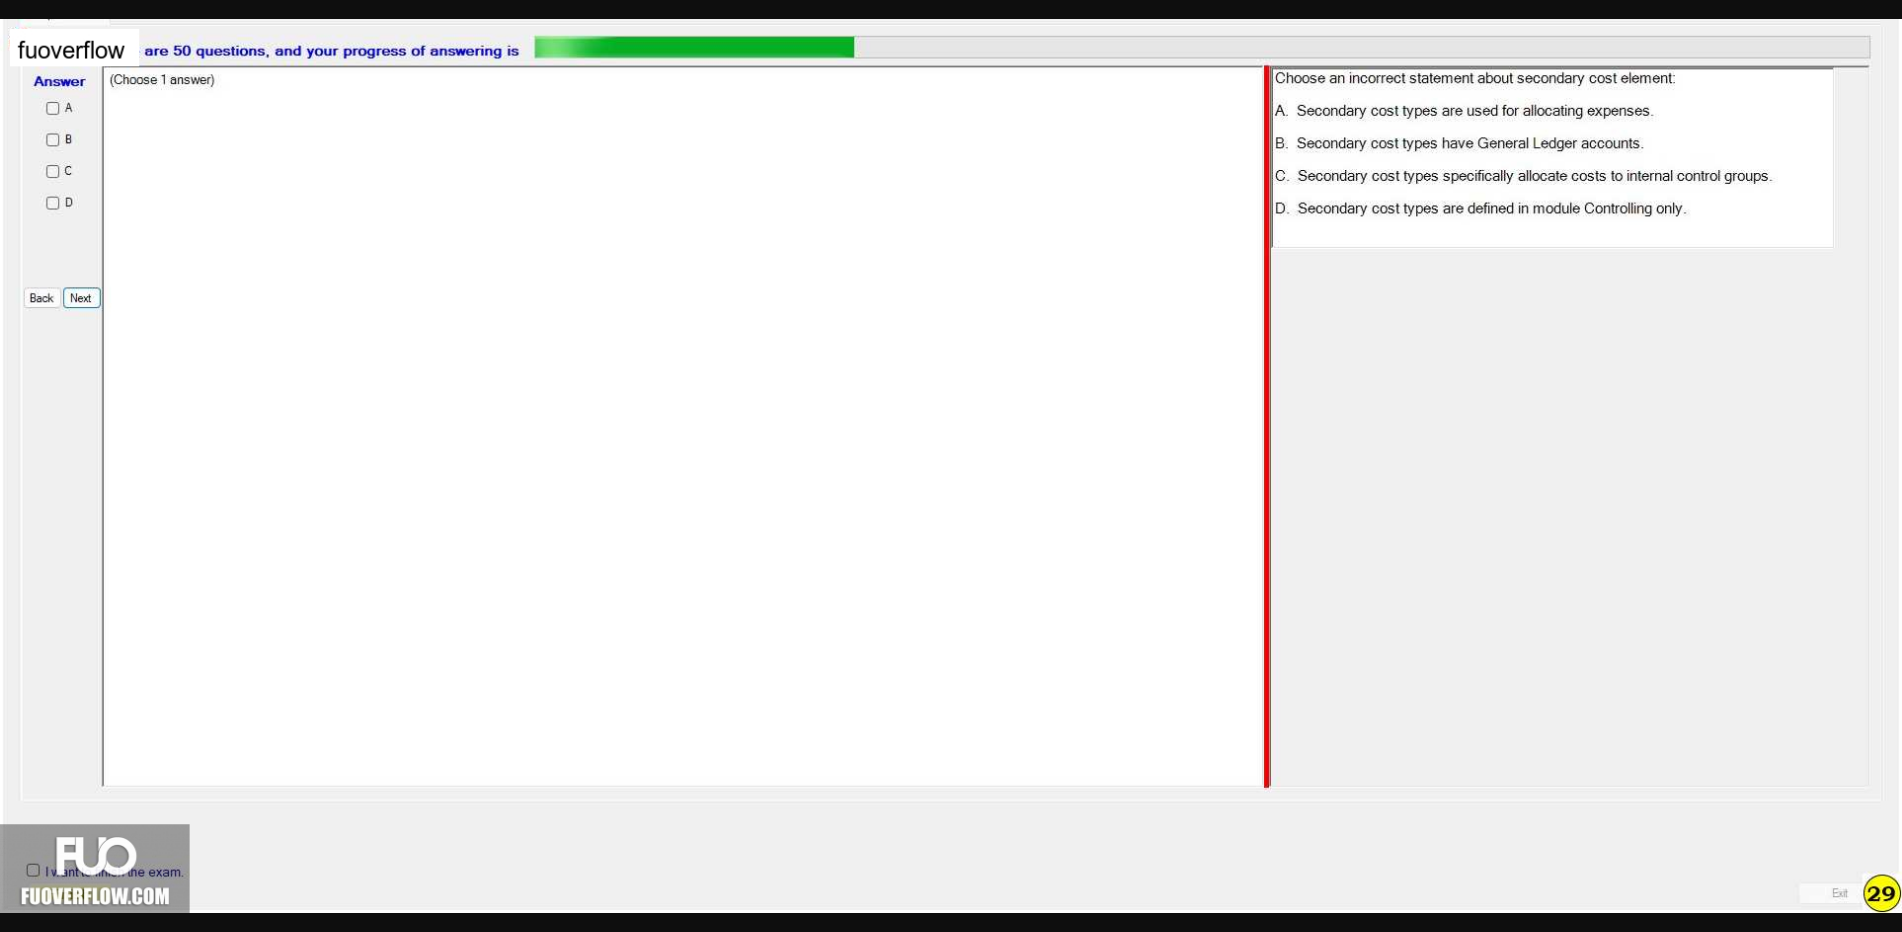 fuoverflow are 50 questions, and your progress of answering is
Answer
(Choose 1 answer)
A
B
C
D
Back Next
Choose an incorrect statement about secondary cost element:
A. Secondary cost types are used for allocating expenses.
B. Secondary cost types have General Ledger accounts.
C. Secondary cost types specifically allocate costs to internal control groups.
D. Secondary cost types are defined in module Controlling only.
FUO
I want to finish the exam.
FUOVERFLOW.COM
Exit
29